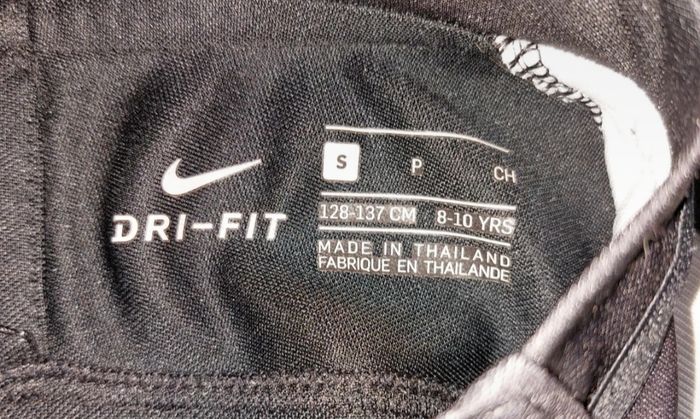 DRI-FIT
S P CH
128-137 CM 8-10 YRS
MADE IN THAILAND
FABRIQUE EN THAILANDE